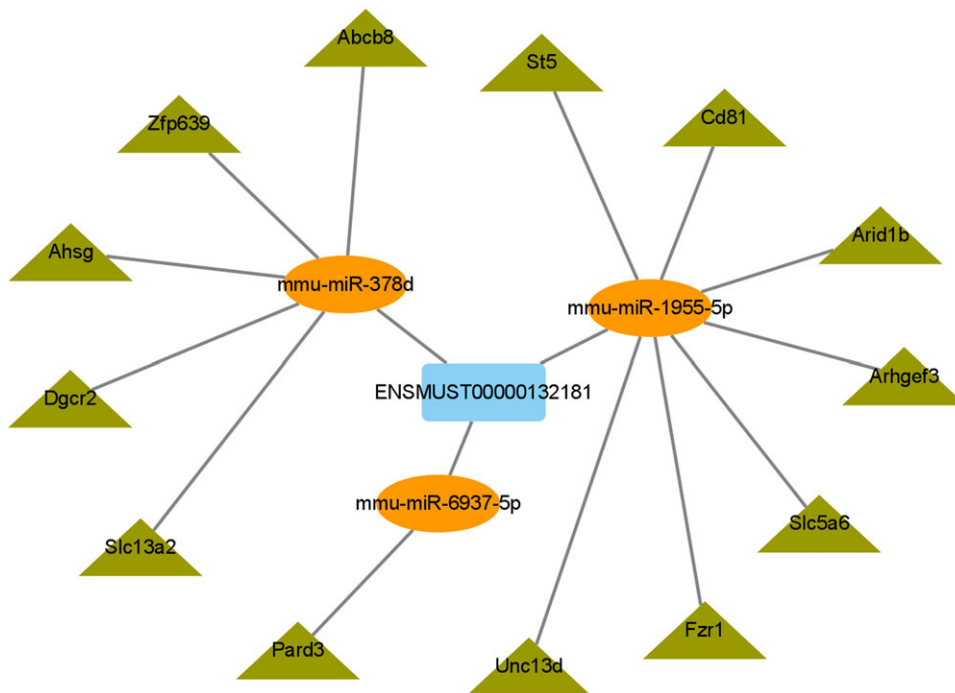 Abcb8
St5
Cd81
Zfp639
Arid1b
Ahsg
mmu-miR-378d
mmu-miR-1955-5p
Arhgef3
ENSMUST00000132181
Dgcr2
mmu-miR-6937-5p
Slc5a6
Slc13a2
Fzr1
Pard3
Unc13d